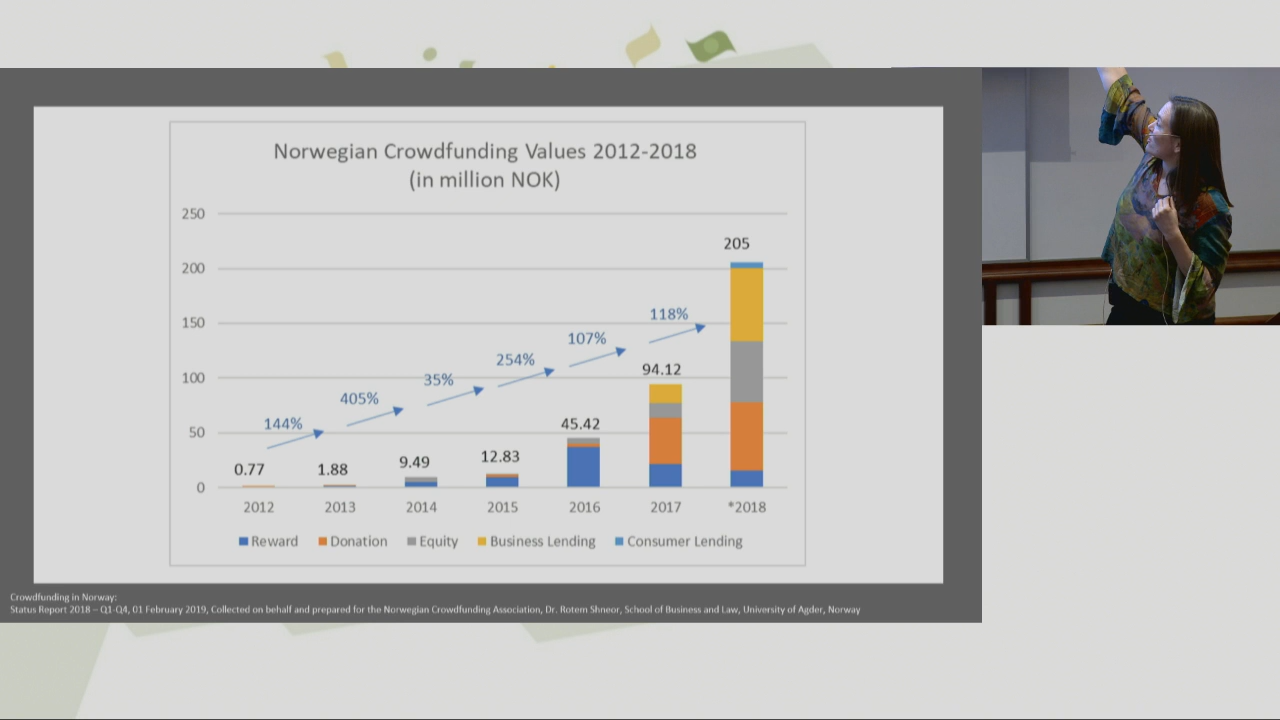 Norwegian Crowdfunding Values 2012-2018
(in million NOK)
250
200
150
100
50
0
144%
405%
35%
254%
107%
118%
0.77
1.88
9.49
12.83
45.42
94.12
205
2012
2013
2014
2015
2016
2017
*2018
Reward
Donation
Equity
Business Lending
Consumer Lending
Crowdfunding in Norway:
Status Report 2018 – Q1-Q4, 01 February 2019, Collected on behalf and prepared for the Norwegian Crowdfunding Association, Dr. Rotem Shneor, School of Business and Law, University of Agder, Norway